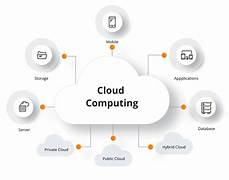 Mobile
Storage
Applications
Cloud
Computing
Server
Database
Private Cloud
Public Cloud
Hybrid Cloud